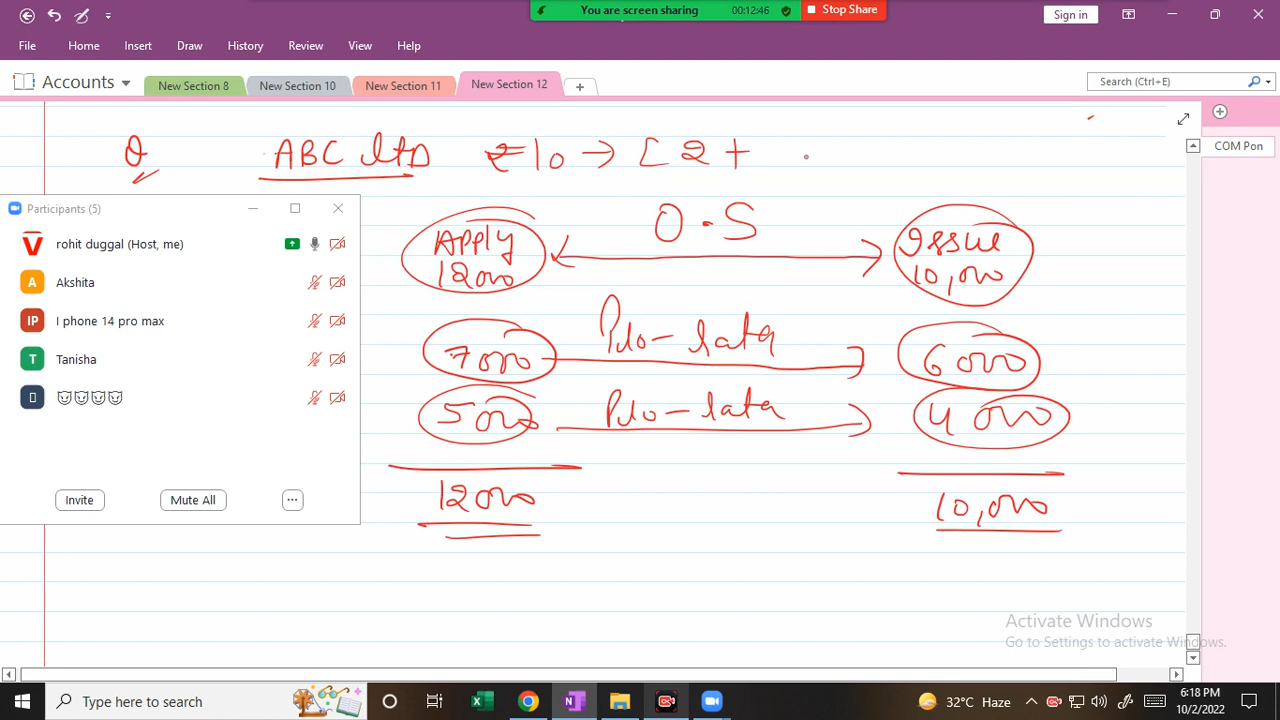 You are screen sharing
00:12:46
Stop Share
Sign in
File
Home
Insert
Draw
History
Review
View
Help
Accounts
New Section 8
New Section 10
New Section 11
New Section 12
Search (Ctrl+E)
COM Pon
Q ABC ltd ₹10 → [ 2 +
Apply
12000
O.S
Issue
10,000
7000 Pro-rata 6000
5000 Pro-rata 4000
12000 10,000
Participants (5)
rohit duggal (Host, me)
A Akshita
IP I phone 14 pro max
T Tanisha
Invite
Mute All
...
Activate Windows
Go to Settings to activate Windows.
Type here to search
32°C Haze
6:18 PM
10/2/2022